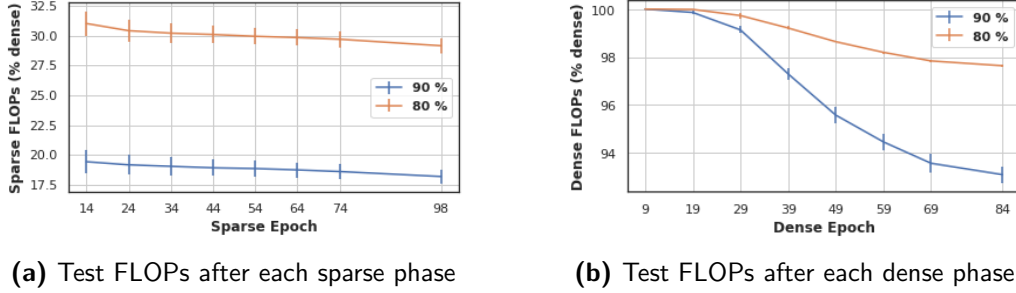 Sparse FLOPs (% dense)
32.5
30.0
27.5
25.0
22.5
20.0
17.5
90 %
80 %
14 24 34 44 54 64 74 98
Sparse Epoch
(a) Test FLOPs after each sparse phase
Dense FLOPs (% dense)
100
98
96
94
90 %
80 %
9 19 29 39 49 59 69 84
Dense Epoch
(b) Test FLOPs after each dense phase